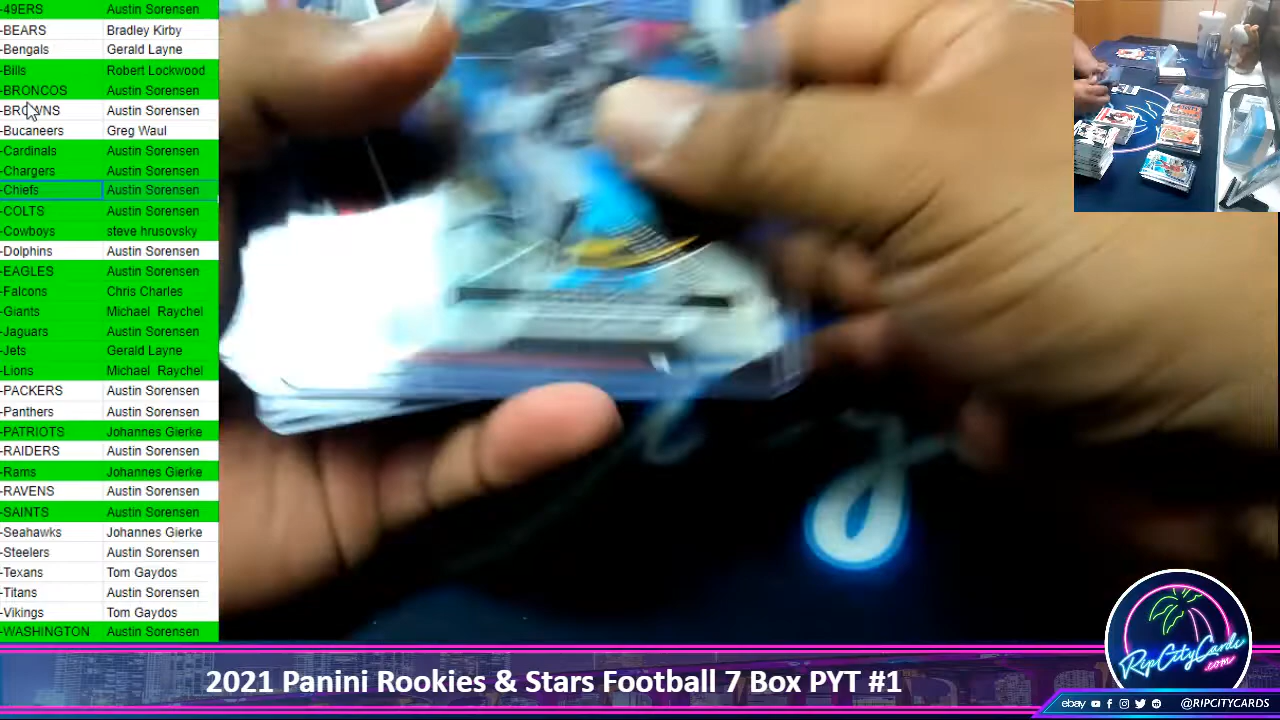 -49ERS Austin Sorensen
-BEARS Bradley Kirby
-Bengals Gerald Layne
-Bills Robert Lockwood
-BRONCOS Austin Sorensen
-BROWNS Austin Sorensen
-Bucaneers Greg Waul
-Cardinals Austin Sorensen
-Chargers Austin Sorensen
-Chiefs Austin Sorensen
-COLTS Austin Sorensen
-Cowboys steve hrusovsky
-Dolphins Austin Sorensen
-EAGLES Austin Sorensen
-Falcons Chris Charles
-Giants Michael Raychel
-Jaguars Austin Sorensen
-Jets Gerald Layne
-Lions Michael Raychel
-PACKERS Austin Sorensen
-Panthers Austin Sorensen
-PATRIOTS Johannes Gierke
-RAIDERS Austin Sorensen
-Rams Johannes Gierke
-RAVENS Austin Sorensen
-SAINTS Austin Sorensen
-Seahawks Johannes Gierke
-Steelers Austin Sorensen
-Texans Tom Gaydos
-Titans Austin Sorensen
-Vikings Tom Gaydos
-WASHINGTON Austin Sorensen
RipCityCards
.com
2021 Panini Rookies & Stars Football 7 Box PYT #1
ebay @RIPCITYCARDS